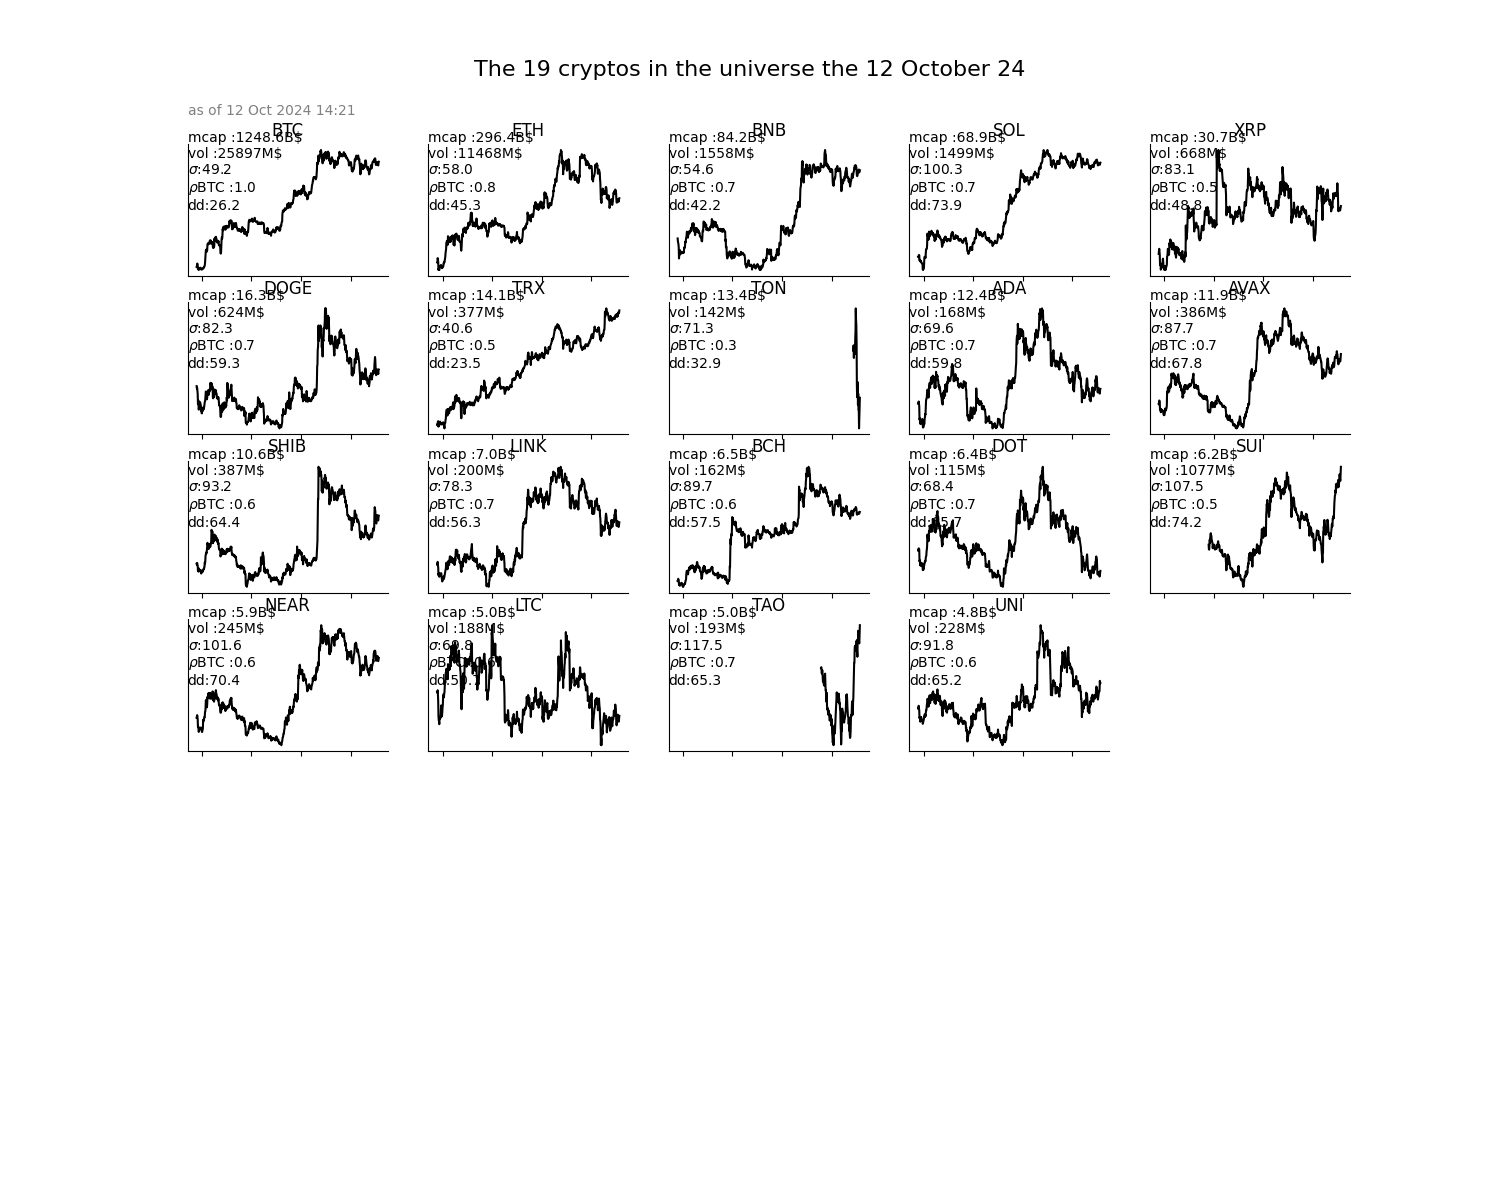 The 19 cryptos in the universe the 12 October 24
as of 12 Oct 2024 14:21
BTC
mcap :1248.6B$
vol :25897M$
σ:49.2
ρBTC :1.0
dd:26.2
ETH
mcap :296.4B$
vol :11468M$
σ:58.0
ρBTC :0.8
dd:45.3
BNB
mcap :84.2B$
vol :1558M$
σ:54.6
ρBTC :0.7
dd:42.2
SOL
mcap :68.9B$
vol :1499M$
σ:100.3
ρBTC :0.7
dd:73.9
XRP
mcap :30.7B$
vol :668M$
σ:83.1
ρBTC :0.5
dd:48.8
DOGE
mcap :16.3B$
vol :624M$
σ:82.3
ρBTC :0.7
dd:59.3
TRX
mcap :14.1B$
vol :377M$
σ:40.6
ρBTC :0.5
dd:23.5
TON
mcap :13.4B$
vol :142M$
σ:71.3
ρBTC :0.3
dd:32.9
ADA
mcap :12.4B$
vol :168M$
σ:69.6
ρBTC :0.7
dd:59.8
AVAX
mcap :11.9B$
vol :386M$
σ:87.7
ρBTC :0.7
dd:67.8
SHIB
mcap :10.6B$
vol :387M$
σ:93.2
ρBTC :0.6
dd:64.4
LINK
mcap :7.0B$
vol :200M$
σ:78.3
ρBTC :0.7
dd:56.3
BCH
mcap :6.5B$
vol :162M$
σ:89.7
ρBTC :0.6
dd:57.5
DOT
mcap :6.4B$
vol :115M$
σ:68.4
ρBTC :0.7
SUI
mcap :6.2B$
vol :1077M$
σ:107.5
ρBTC :0.5
dd:74.2
NEAR
mcap :5.9B$
vol :245M$
σ:101.6
ρBTC :0.6
dd:70.4
LTC
mcap :5.0B$
vol :188M$
TAO
mcap :5.0B$
vol :193M$
σ:117.5
ρBTC :0.7
dd:65.3
UNI
mcap :4.8B$
vol :228M$
σ:91.8
ρBTC :0.6
dd:65.2